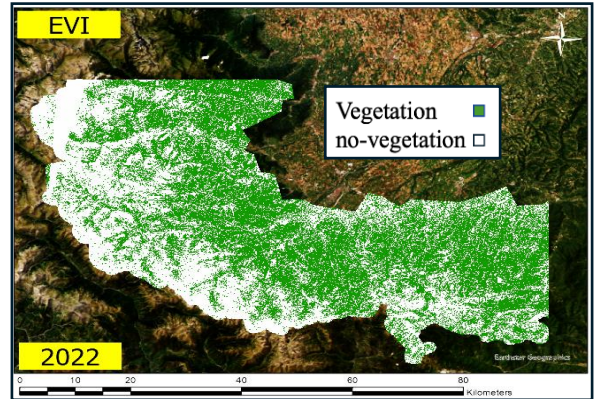 EVI
Vegetation
no-vegetation
2022
Earthstar Geographics
0 10 20 40 60 80
Kilometers